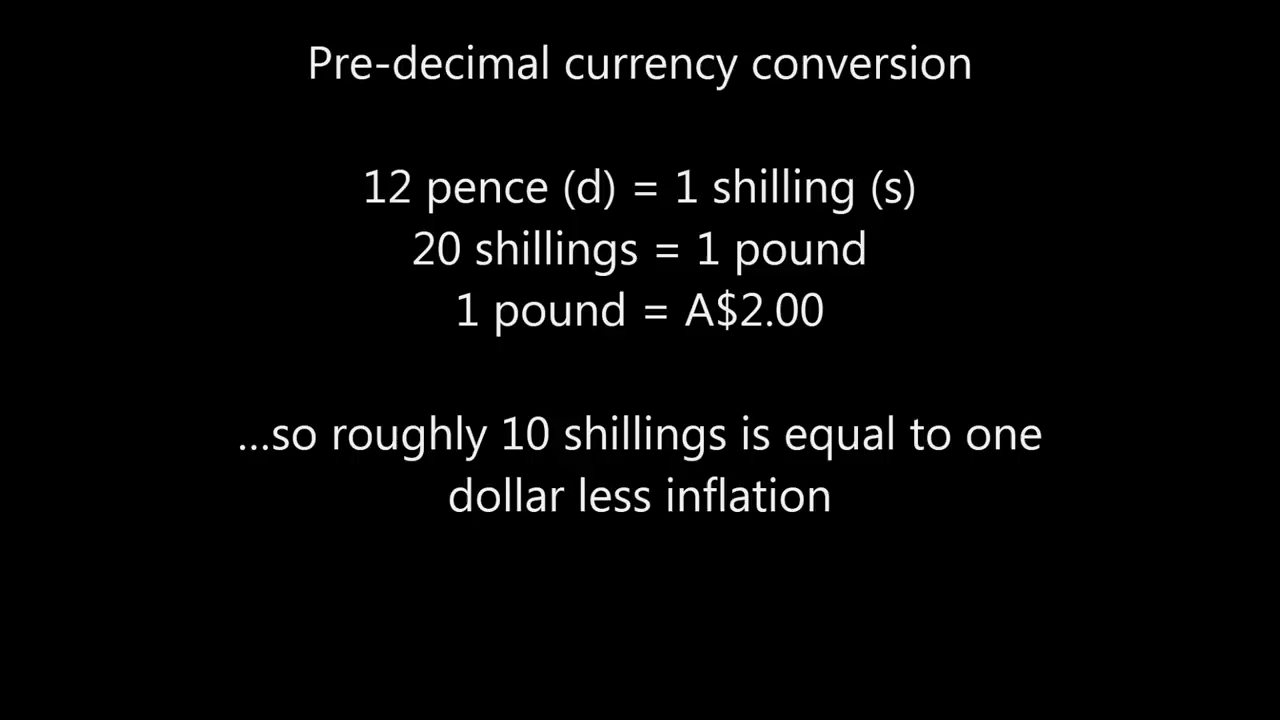 Pre-decimal currency conversion
12 pence (d) = 1 shilling (s)
20 shillings = 1 pound
1 pound = A$2.00
...so roughly 10 shillings is equal to one
dollar less inflation